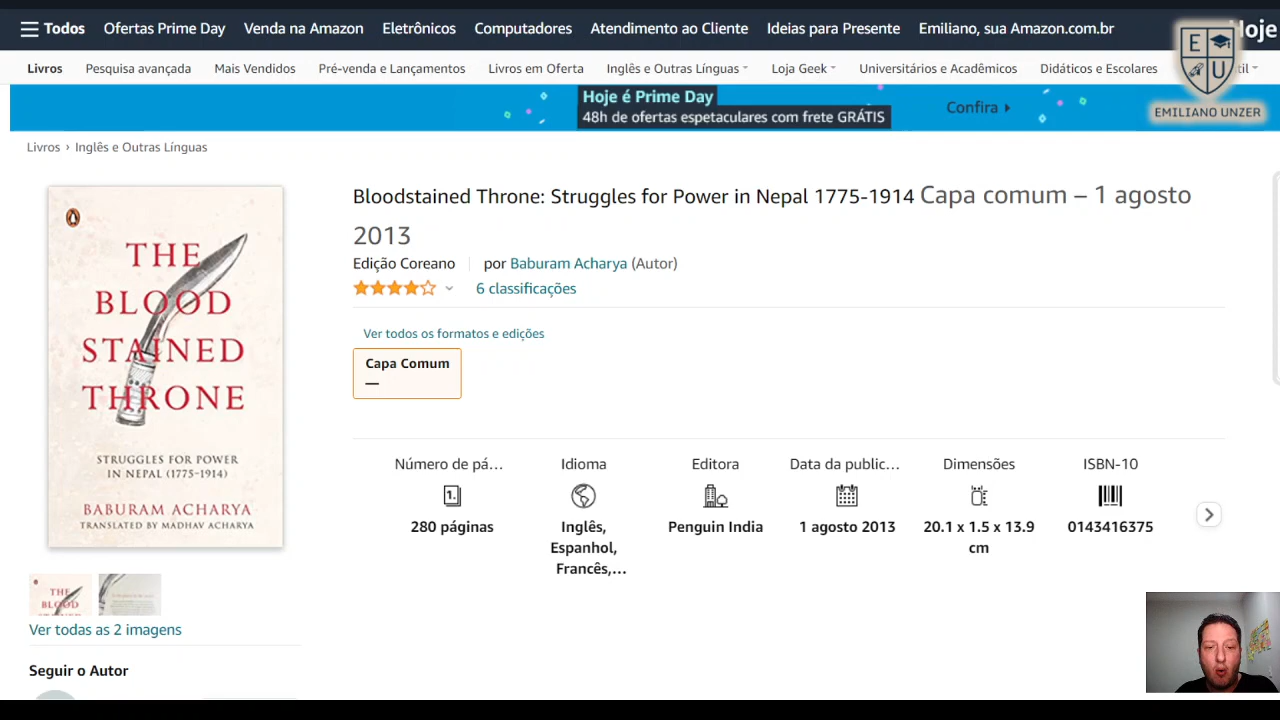 Todos Ofertas Prime Day Venda na Amazon Eletrônicos Computadores Atendimento ao Cliente Ideias para Presente Emiliano, sua Amazon.com.br Hoje
Livros Pesquisa avançada Mais Vendidos Pré-venda e Lançamentos Livros em Oferta Inglês e Outras Línguas Loja Geek Universitários e Acadêmicos Didáticos e Escolares
E U
EMILIANO UNZER
Hoje é Prime Day
48h de ofertas espetaculares com frete GRÁTIS
Confira
Livros › Inglês e Outras Línguas
THE
BLOOD
STAINED
THRONE
STRUGGLES FOR POWER
IN NEPAL (1775-1914)
BABURAM ACHARYA
TRANSLATED BY MADHAV ACHARYA
THE
BLOOD
Ver todas as 2 imagens
Seguir o Autor
Bloodstained Throne: Struggles for Power in Nepal 1775-1914 Capa comum – 1 agosto
2013
Edição Coreano por Baburam Acharya (Autor)
6 classificações
Ver todos os formatos e edições
Capa Comum
—
Número de pá… Idioma Editora Data da public… Dimensões ISBN-10
1.
280 páginas Inglês, Penguin India 1 agosto 2013 20.1 x 1.5 x 13.9 0143416375
Espanhol, cm
Francês,…